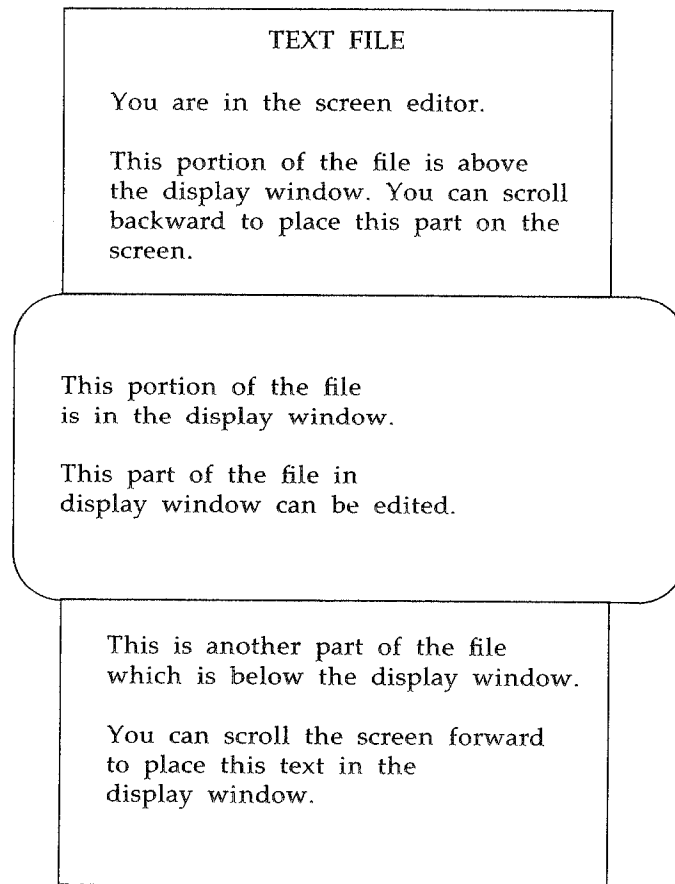 TEXT FILE
You are in the screen editor.
This portion of the file is above
the display window. You can scroll
backward to place this part on the
screen.
This portion of the file
is in the display window.
This part of the file in
display window can be edited.
This is another part of the file
which is below the display window.
You can scroll the screen forward
to place this text in the
display window.